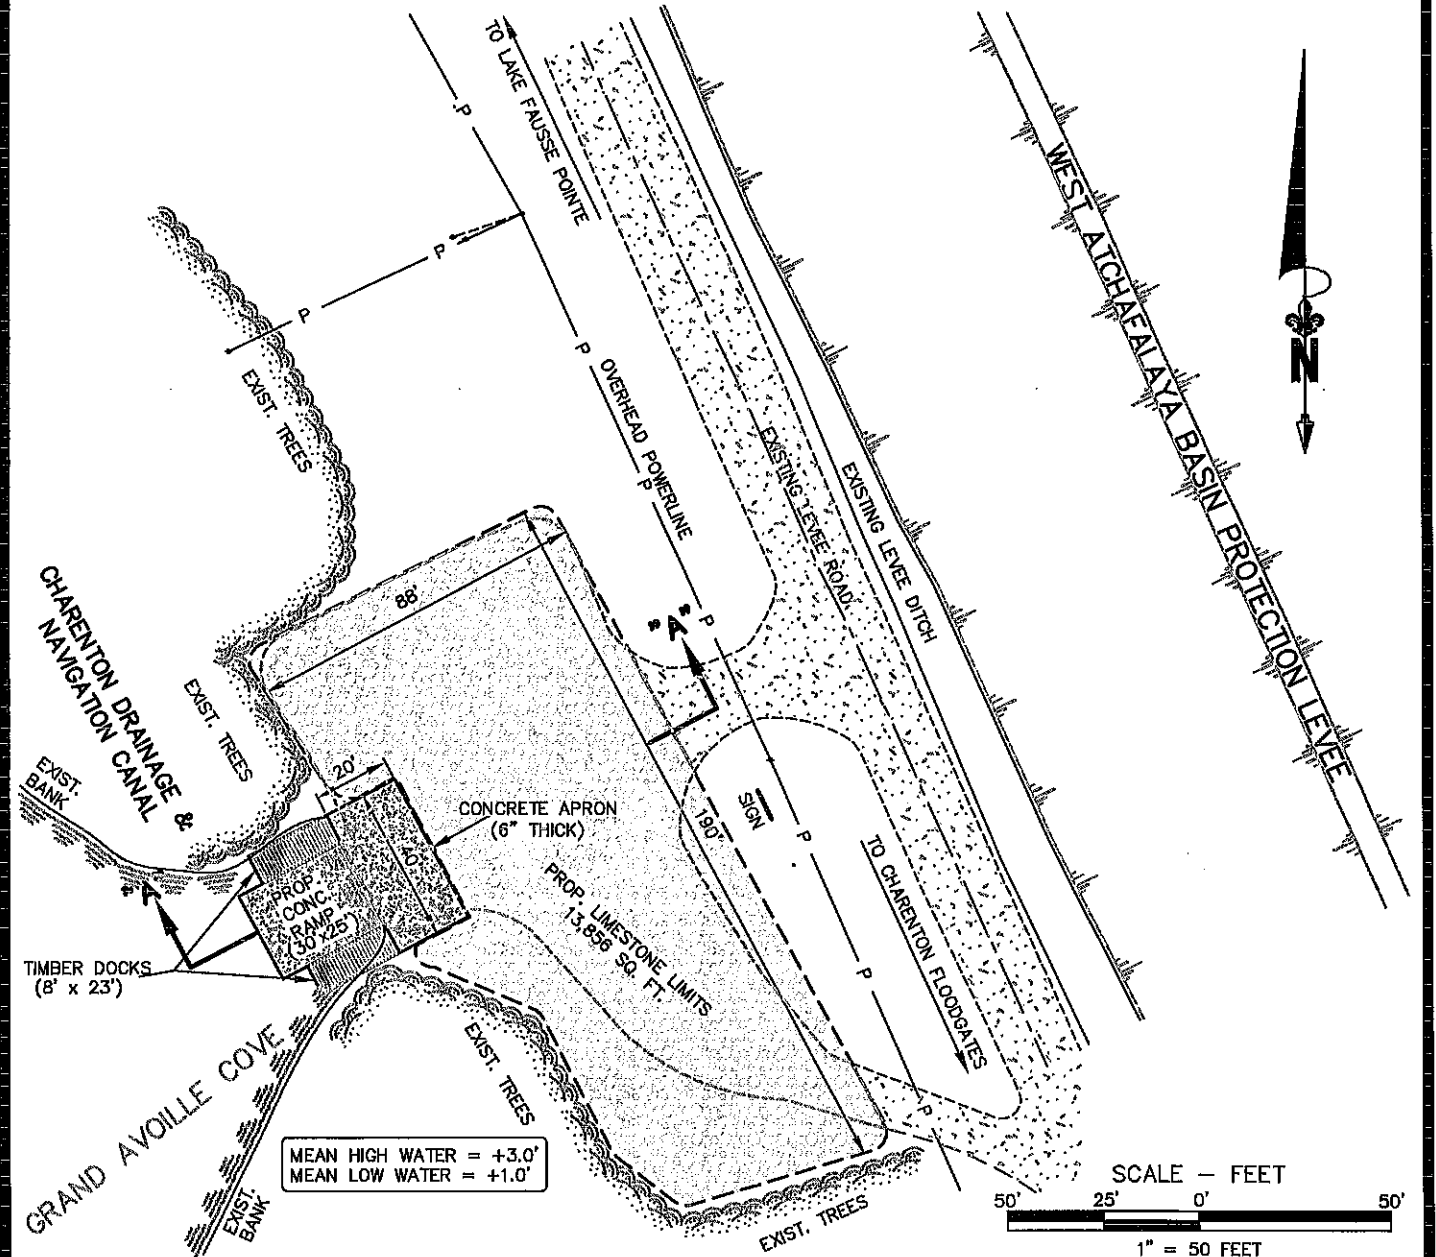 TO LAKE FAUSSE POINTE
P
P
P
P
OVERHEAD POWERLINE
P
P
WEST ATCHAFALAYA BASIN PROTECTION LEVEE
N
EXIST. TREES
EXISTING LEVEE ROAD
EXISTING LEVEE DITCH
88'
"A"
CHARENTON DRAINAGE &
NAVIGATION CANAL
EXIST. TREES
EXIST.
BANK
20'
CONCRETE APRON
(6" THICK)
40'
190'
SIGN
P
TO CHARENTON FLOODGATES
PROP.
CONC.
RAMP
(30'x25')
PROP. LIMESTONE LIMITS
13,856 SQ. FT.
"A"
TIMBER DOCKS
(8' x 23')
P
P
GRAND AVOILLE COVE
EXIST. TREES
EXIST.
BANK
MEAN HIGH WATER = +3.0'
MEAN LOW WATER = +1.0'
EXIST. TREES
SCALE - FEET
50' 25' 0' 50'
1" = 50 FEET